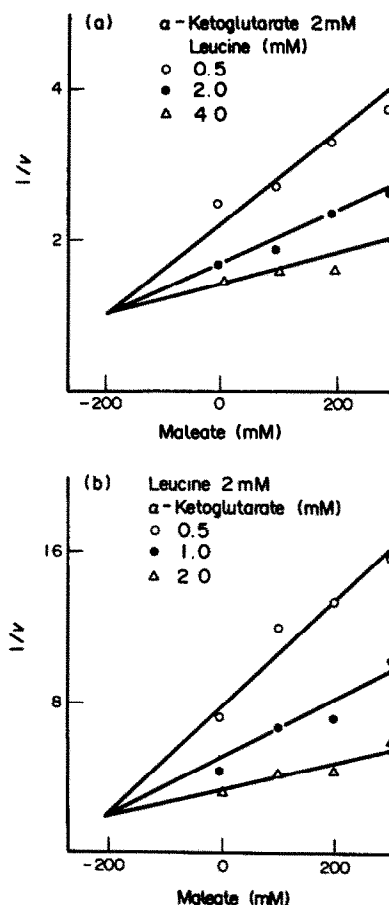 (a) α-Ketoglutarate 2mM
Leucine (mM)
○ 0.5
● 2.0
△ 4 0
4
2
1/v
-200 0 200
Maleate (mM)
(b) Leucine 2mM
α-Ketoglutarate (mM)
○ 0.5
● 1.0
△ 2 0
16
8
1/v
-200 0 200
Maleate (mM)